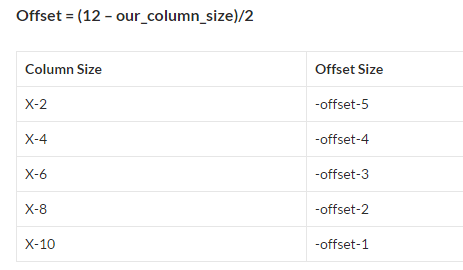 Offset = (12 – our_column_size)/2
Column Size Offset Size
X-2 -offset-5
X-4 -offset-4
X-6 -offset-3
X-8 -offset-2
X-10 -offset-1